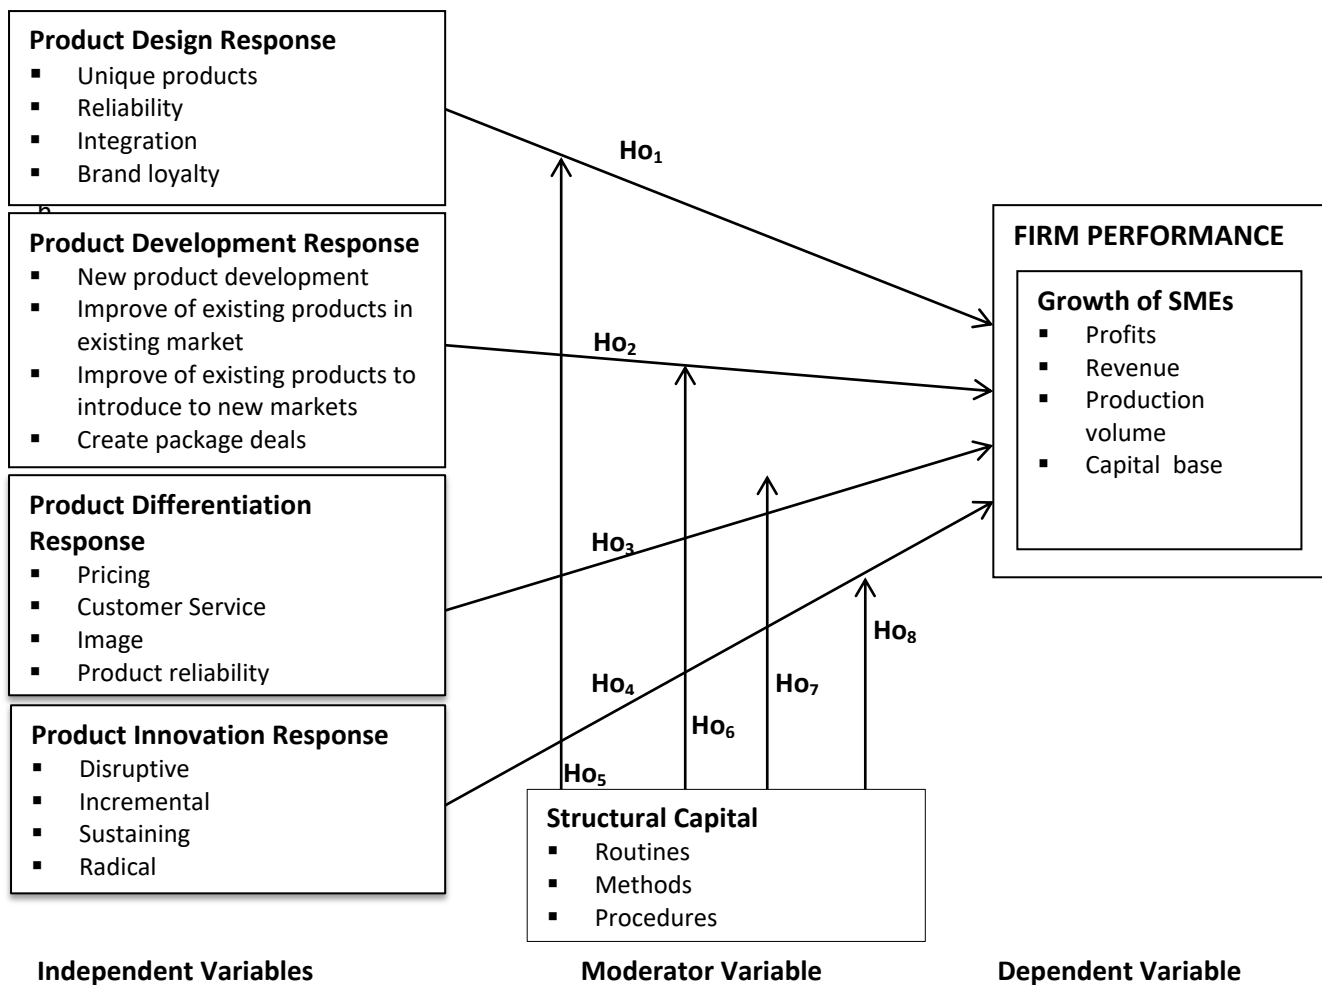 Product Design Response
▪ Unique products
▪ Reliability
▪ Integration
▪ Brand loyalty
Product Development Response
▪ New product development
▪ Improve of existing products in
existing market
▪ Improve of existing products to
introduce to new markets
▪ Create package deals
Product Differentiation
Response
▪ Pricing
▪ Customer Service
▪ Image
▪ Product reliability
Product Innovation Response
▪ Disruptive
▪ Incremental
▪ Sustaining
▪ Radical
Ho₁
Ho₂
Ho₃
Ho₄
Ho₅
Ho₆
Ho₇
Ho₈
Structural Capital
▪ Routines
▪ Methods
▪ Procedures
FIRM PERFORMANCE
Growth of SMEs
▪ Profits
▪ Revenue
▪ Production
volume
▪ Capital base
Independent Variables
Moderator Variable
Dependent Variable